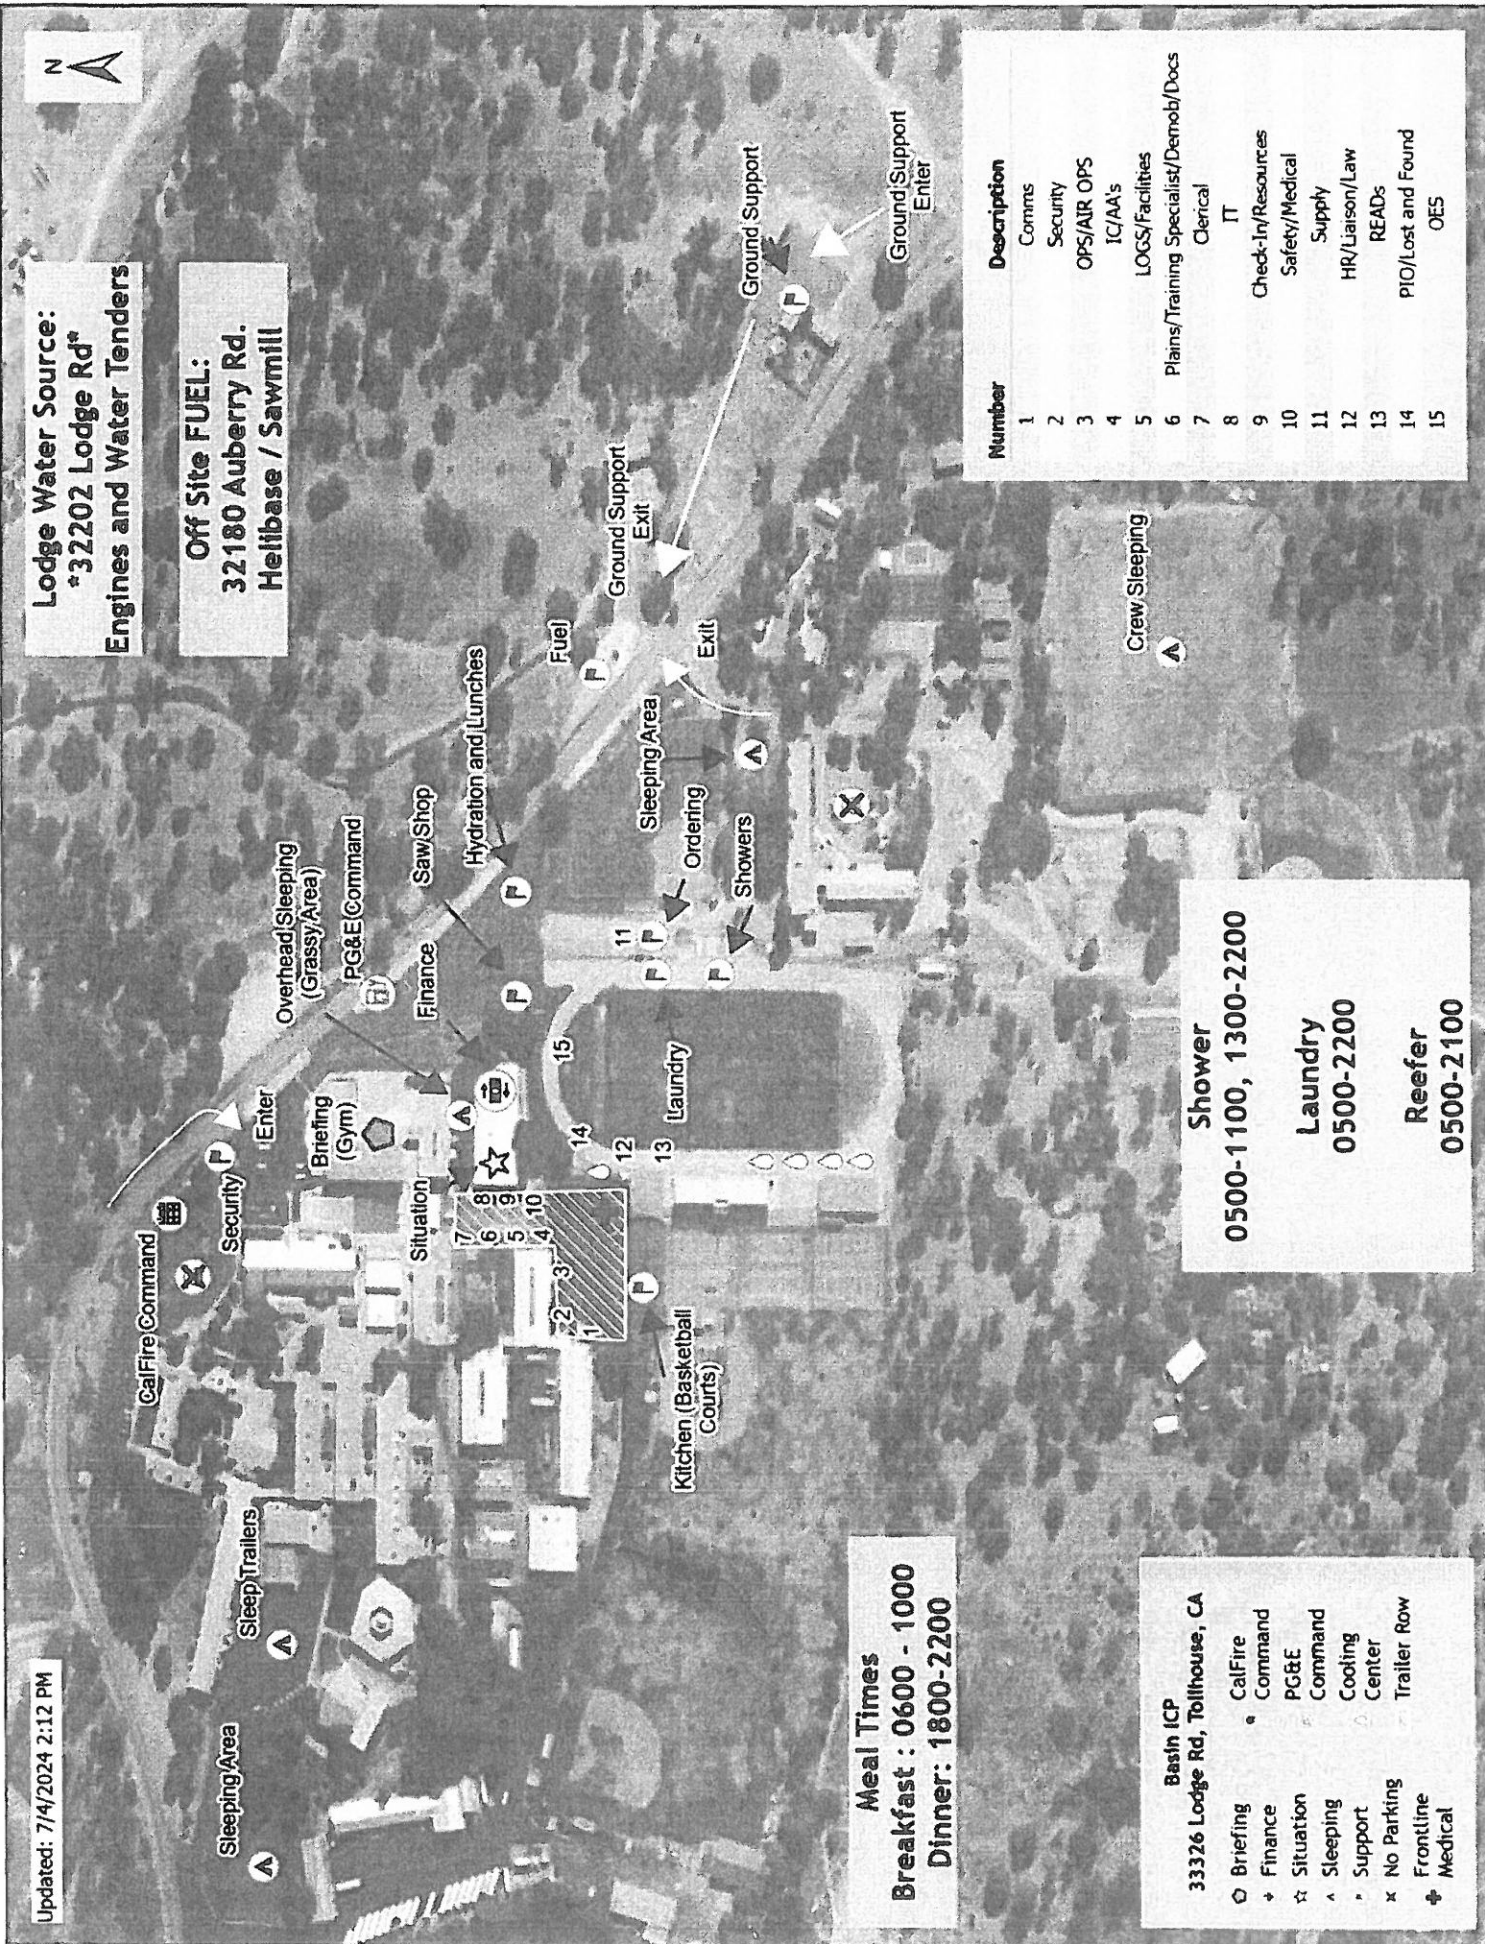 Updated: 7/4/2024 2:12 PM
N
Lodge Water Source:
*32202 Lodge Rd*
Engines and Water Tenders
Off Site FUEL:
32180 Auberry Rd.
Helibase / Sawmill
CalFire Command
Security
Enter
Sleep Trailers
Sleeping Area
Briefing
(Gym)
Situation
Overhead Sleeping
(Grassy Area)
PG&E Command
Finance
Saw Shop
Hydration and Lunches
Fuel
Ground Support
Exit
Ground Support
Ground Support
Enter
Exit
Sleeping Area
Ordering
Showers
Laundry
Kitchen (Basketball
Courts)
Crew Sleeping
1
2
3
4
5
6
7
8
9
10
11
12
13
14
15
Meal Times
Breakfast : 0600 - 1000
Dinner: 1800-2200
Shower
0500-1100, 1300-2200
Laundry
0500-2200
Reefer
0500-2100
Basin ICP
33326 Lodge Rd, Tollhouse, CA
Briefing
Finance
Situation
Sleeping
Support
No Parking
Frontline
Medical
CalFire
Command
PG&E
Command
Cooling
Center
Trailer Row
Number Description
1 Comms
2 Security
3 OPS/AIR OPS
4 IC/AA's
5 LOGS/Facilities
6 Plains/Training Specialist/Demob/Docs
7 Clerical
8 IT
9 Check-In/Resources
10 Safety/Medical
11 Supply
12 HR/Liaison/Law
13 READs
14 PIO/Lost and Found
15 OES